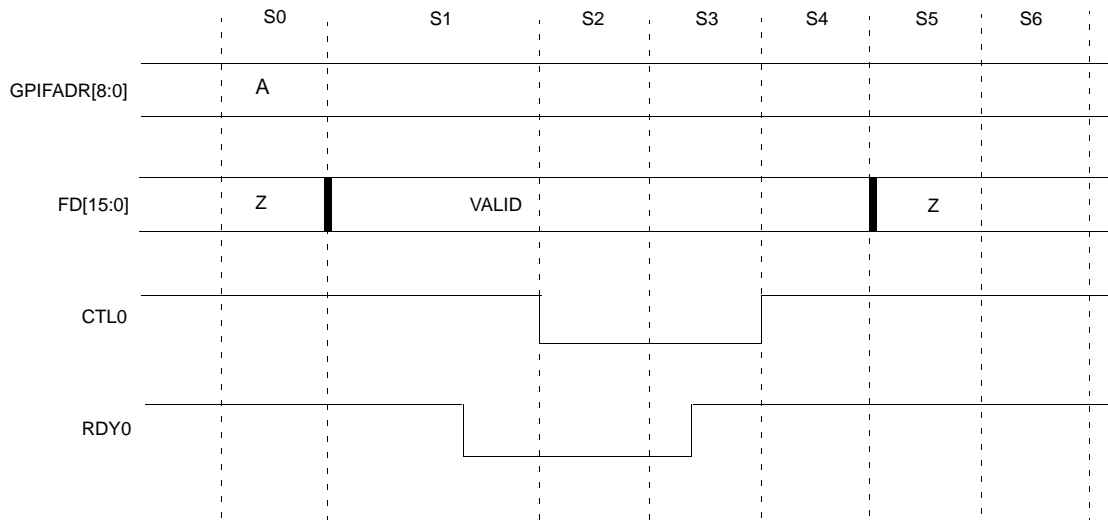 S0 S1 S2 S3 S4 S5 S6
GPIFADR[8:0] A
FD[15:0] Z VALID Z
CTL0
RDY0